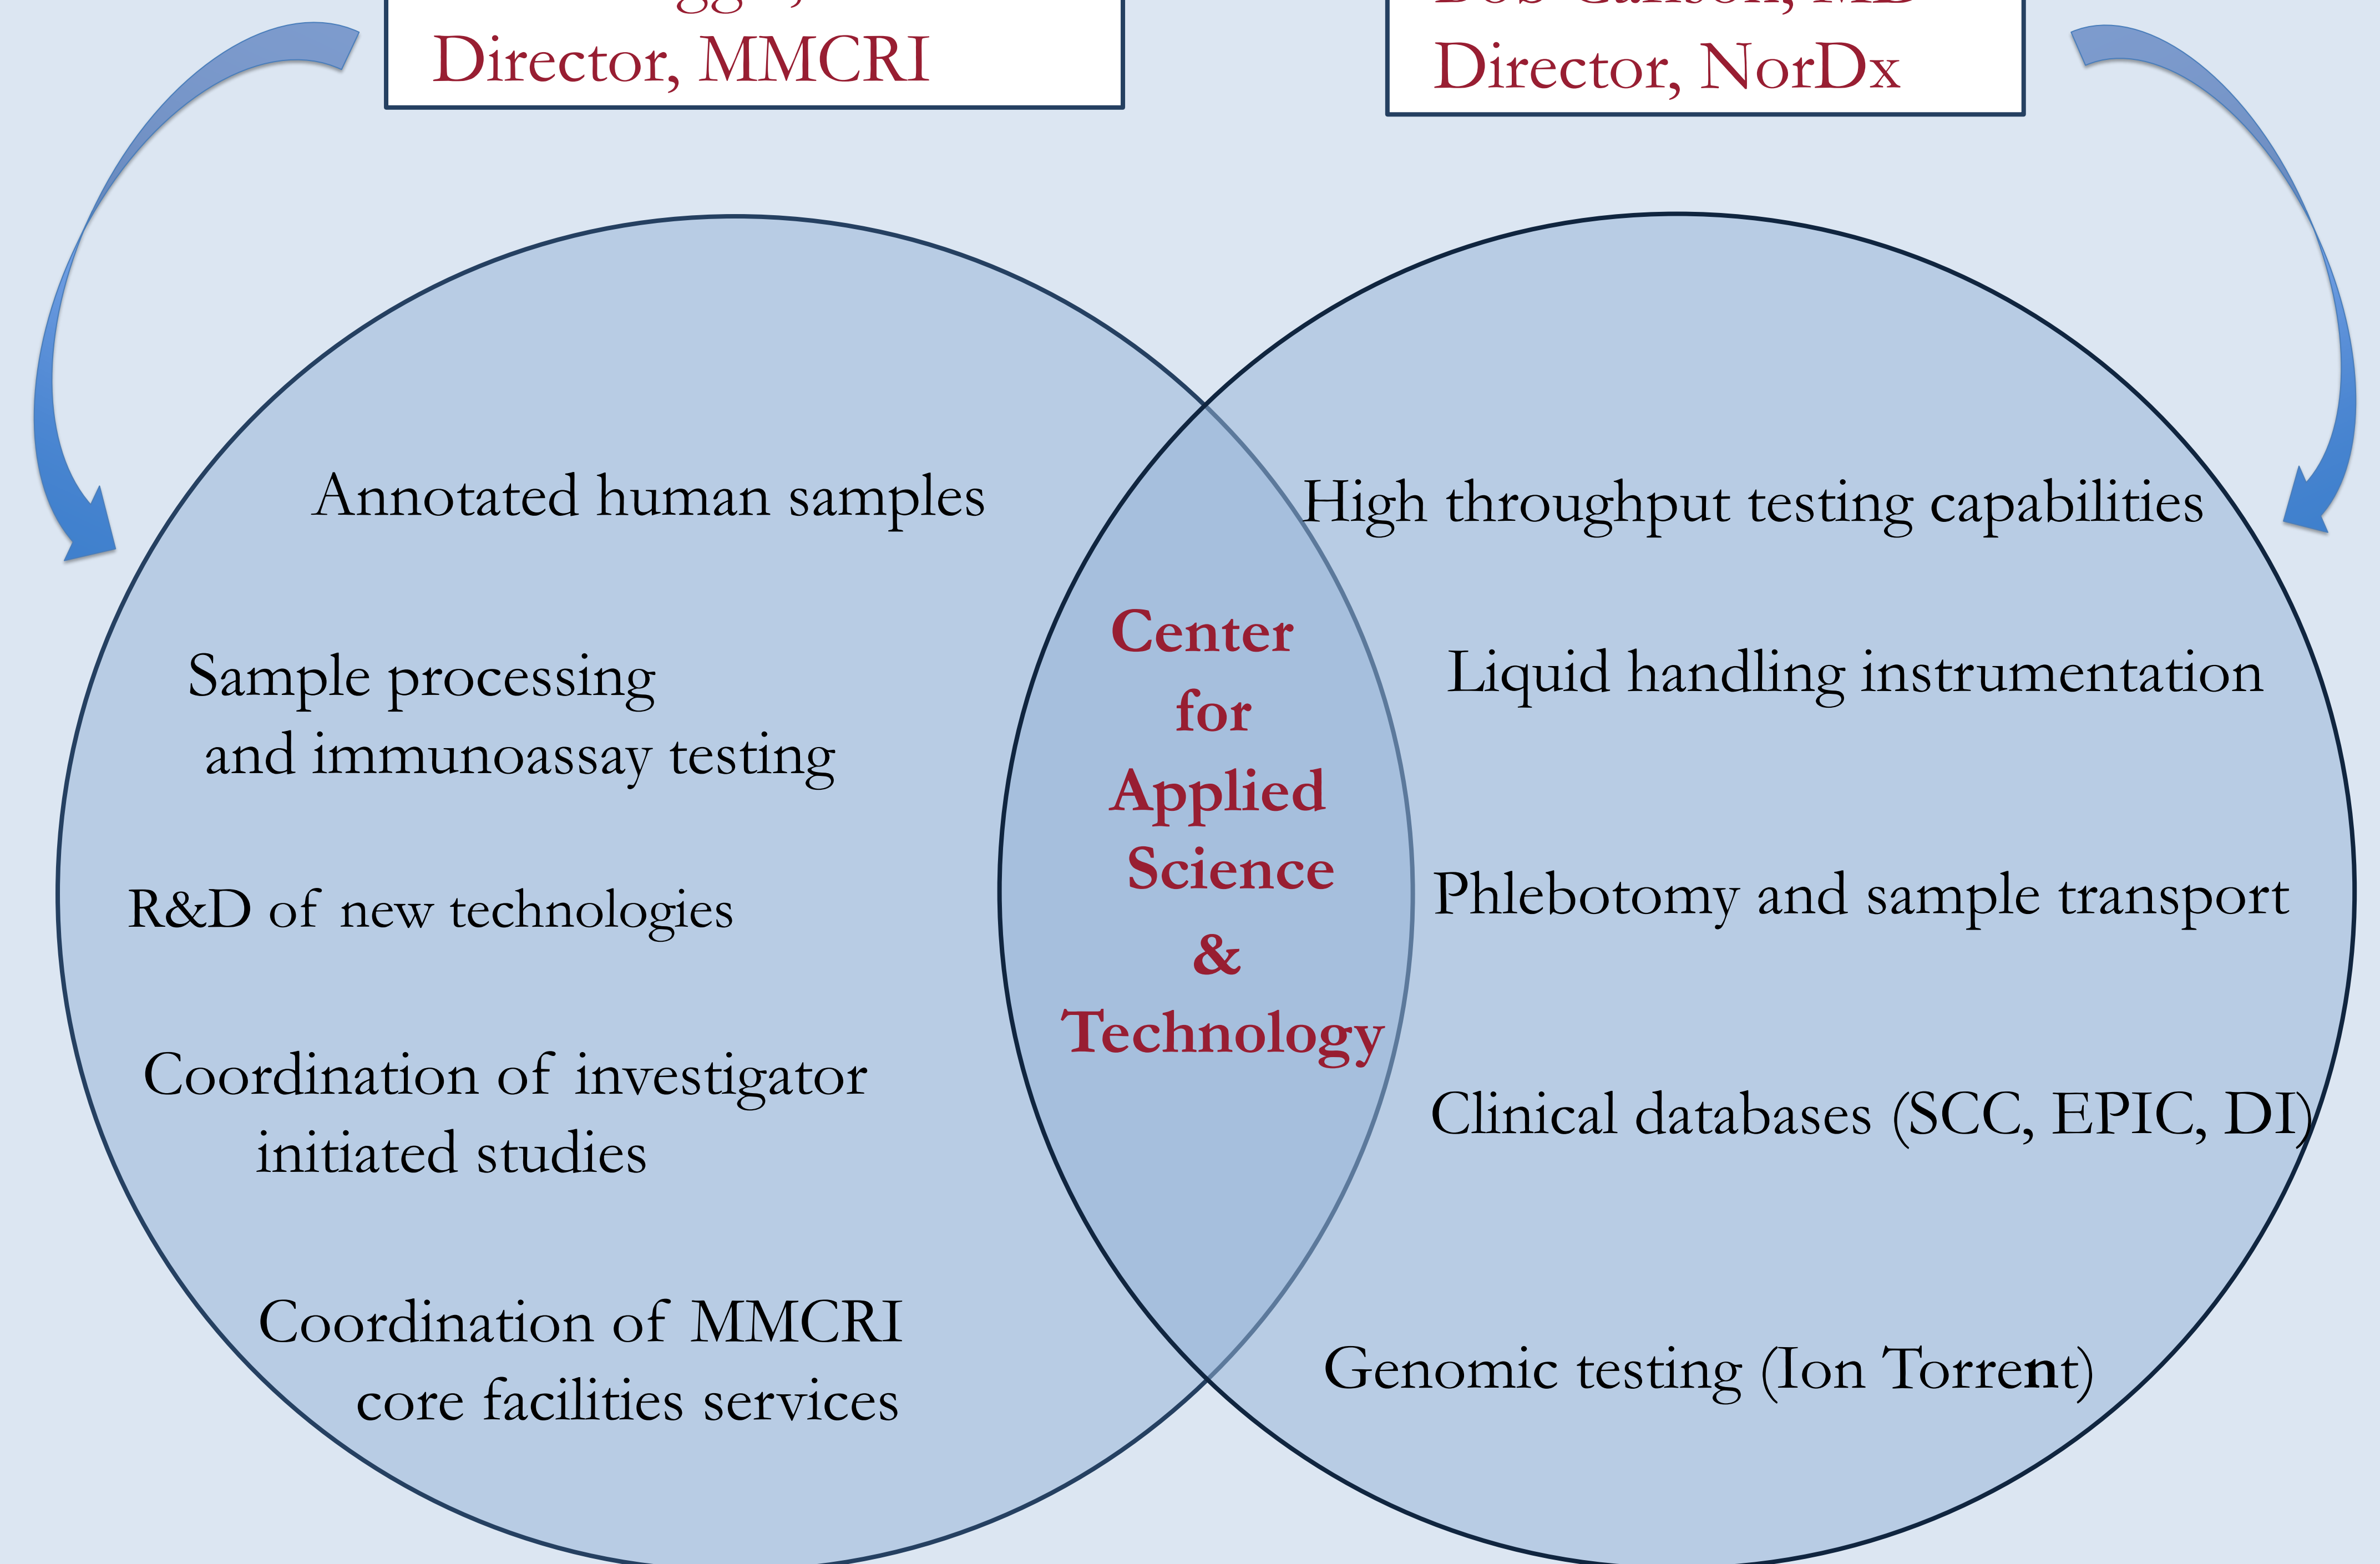 Director, MMCRI
Director, NorDx
Annotated human samples
Sample processing
and immunoassay testing
R&D of new technologies
Coordination of investigator
initiated studies
Coordination of MMCRI
core facilities services
Center
for
Applied
Science
&
Technology
High throughput testing capabilities
Liquid handling instrumentation
Phlebotomy and sample transport
Clinical databases (SCC, EPIC, DI)
Genomic testing (Ion Torrent)